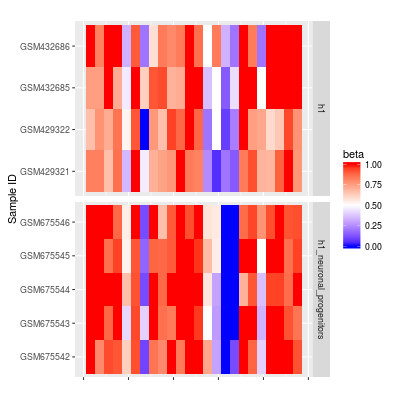 GSM432686
GSM432685
GSM429322
GSM429321
h1
GSM675546
GSM675545
GSM675544
GSM675543
GSM675542
h1_neuronal_progenitors
Sample ID
beta
1.00
0.75
0.50
0.25
0.00